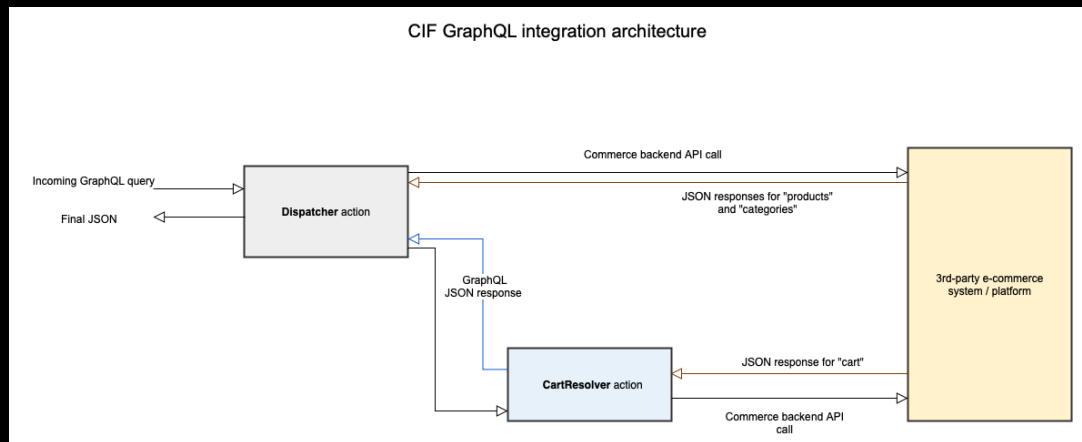 CIF GraphQL integration architecture
Commerce backend API call
Incoming GraphQL query
JSON responses for "products"
and "categories"
Dispatcher action
Final JSON
GraphQL
JSON response
3rd-party e-commerce
system / platform
JSON response for "cart"
CartResolver action
Commerce backend API
call